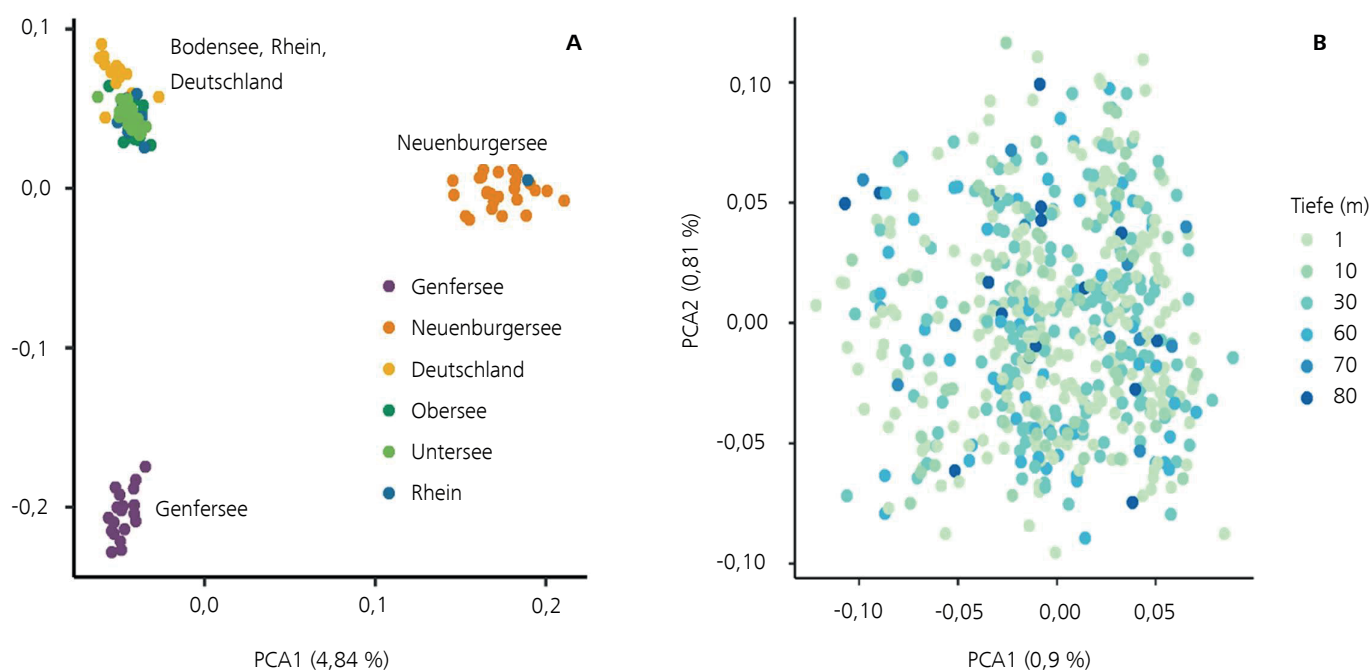 A
0,1
0,0
-0,1
-0,2
Bodensee, Rhein,
Deutschland
Neuenburgersee
Genfersee
Genfersee
Neuenburgersee
Deutschland
Obersee
Untersee
Rhein
0,0
0,1
0,2
PCA1 (4,84 %)
B
PCA2 (0,81 %)
0,10
0,05
0,00
-0,05
-0,10
-0,10
-0,05
0,00
0,05
PCA1 (0,9 %)
Tiefe (m)
1
10
30
60
70
80